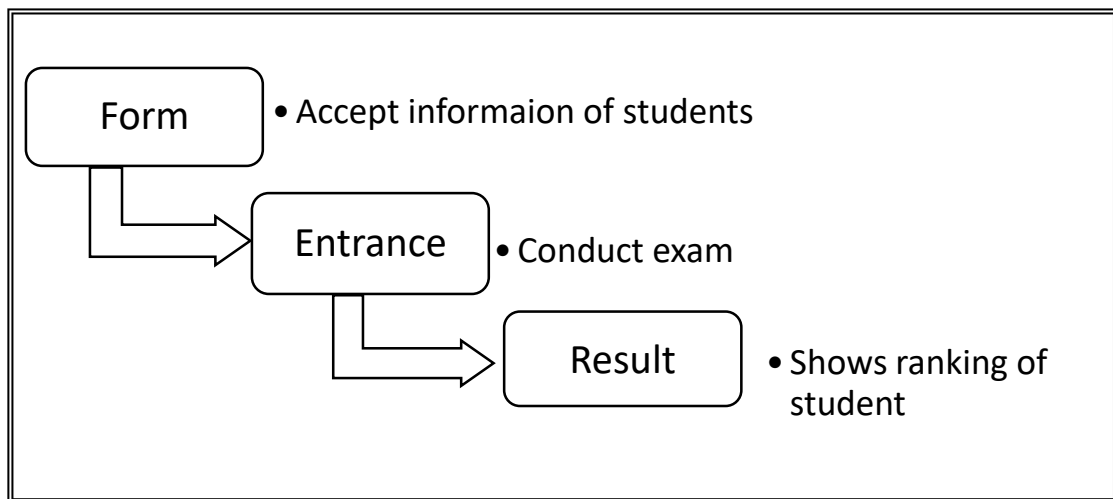 Form
• Accept informaion of students
Entrance
• Conduct exam
Result
• Shows ranking of
student